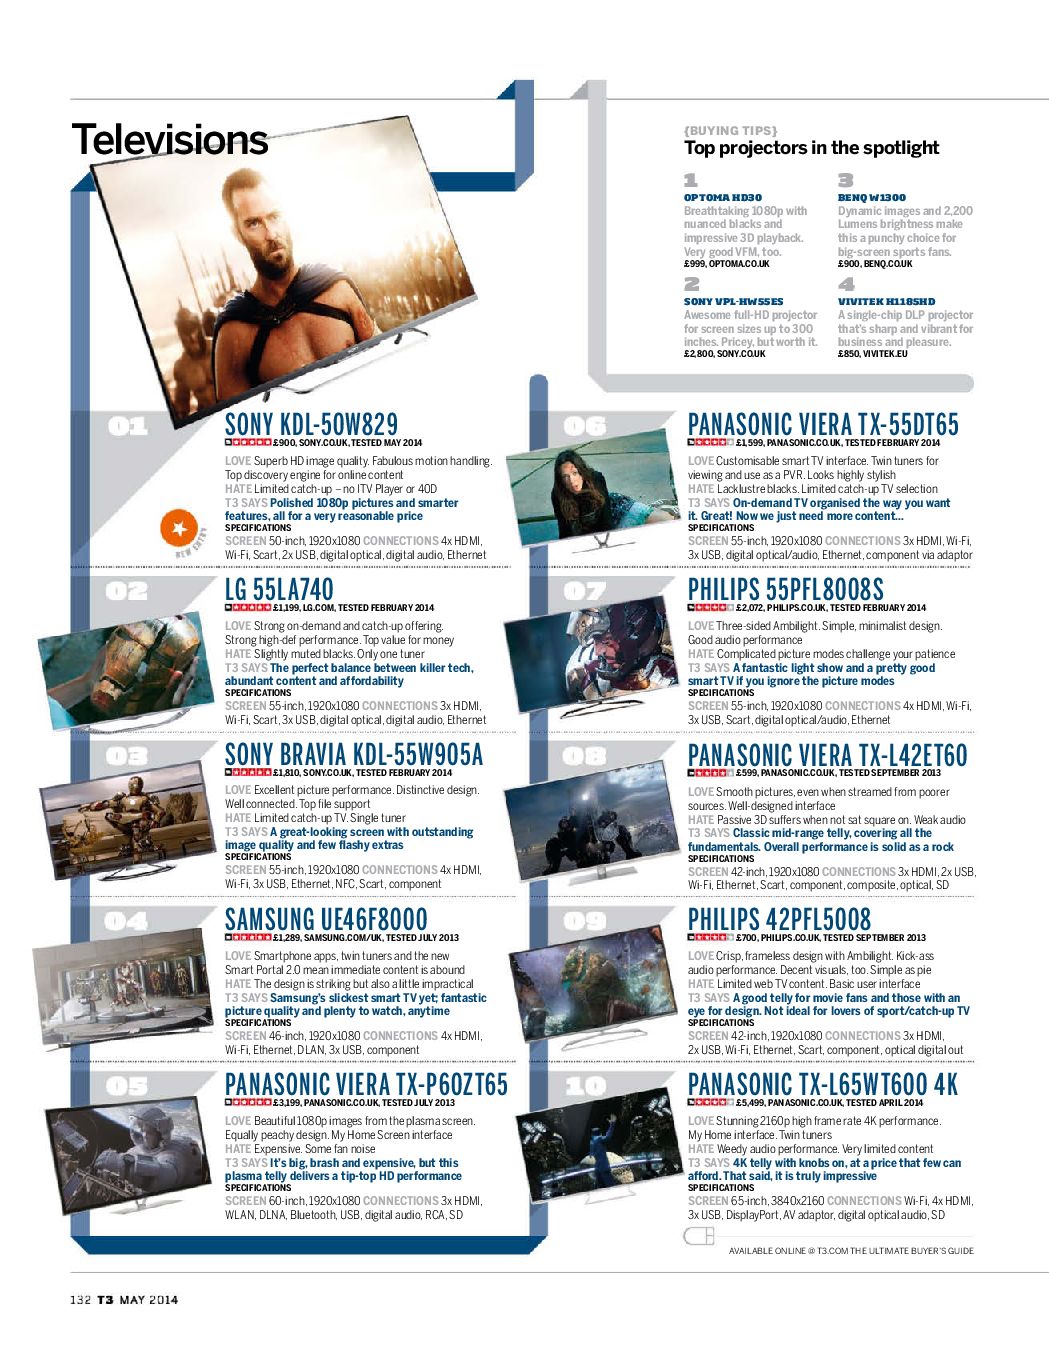 Televisions
{BUYING TIPS}
Top projectors in the spotlight
1
OPTOMA HD30
Breathtaking 1080p with
nuanced blacks and
impressive 3D playback.
Very good VFM, too.
£999, OPTOMA.CO.UK
2
SONY VPL-HW55ES
Awesome full-HD projector
for screen sizes up to 300
inches. Pricey, but worth it.
£2,800, SONY.CO.UK
3
BENQ W1300
Dynamic images and 2,200
Lumens brightness make
this a punchy choice for
big-screen sports fans.
£900, BENQ.CO.UK
4
VIVITEK H1185HD
A single-chip DLP projector
that's sharp and vibrant for
business and pleasure.
£850, VIVITEK.EU
01
SONY KDL-50W829
£900, SONY.CO.UK, TESTED MAY 2014
LOVE Superb HD image quality. Fabulous motion handling.
Top discovery engine for online content
HATE Limited catch-up – no ITV Player or 40D
T3 SAYS Polished 1080p pictures and smarter
features, all for a very reasonable price
SPECIFICATIONS
SCREEN 50-inch, 1920x1080 CONNECTIONS 4x HDMI,
Wi-Fi, Scart, 2x USB, digital optical, digital audio, Ethernet
NEW ENTRY
02
LG 55LA740
£1,199, LG.COM, TESTED FEBRUARY 2014
LOVE Strong on-demand and catch-up offering.
Strong high-def performance. Top value for money
HATE Slightly muted blacks. Only one tuner
T3 SAYS The perfect balance between killer tech,
abundant content and affordability
SPECIFICATIONS
SCREEN 55-inch, 1920x1080 CONNECTIONS 3x HDMI,
Wi-Fi, Scart, 3x USB, digital optical, digital audio, Ethernet
03
SONY BRAVIA KDL-55W905A
£1,810, SONY.CO.UK, TESTED FEBRUARY 2014
LOVE Excellent picture performance. Distinctive design.
Well connected. Top file support
HATE Limited catch-up TV. Single tuner
T3 SAYS A great-looking screen with outstanding
image quality and few flashy extras
SPECIFICATIONS
SCREEN 55-inch, 1920x1080 CONNECTIONS 4x HDMI,
Wi-Fi, 3x USB, Ethernet, NFC, Scart, component
04
SAMSUNG UE46F8000
£1,289, SAMSUNG.COM/UK, TESTED JULY 2013
LOVE Smartphone apps, twin tuners and the new
Smart Portal 2.0 mean immediate content is abound
HATE The design is striking but also a little impractical
T3 SAYS Samsung's slickest smart TV yet; fantastic
picture quality and plenty to watch, anytime
SPECIFICATIONS
SCREEN 46-inch, 1920x1080 CONNECTIONS 4x HDMI,
Wi-Fi, Ethernet, DLAN, 3x USB, component
05
PANASONIC VIERA TX-P60ZT65
£3,199, PANASONIC.CO.UK, TESTED JULY 2013
LOVE Beautiful 1080p images from the plasma screen.
Equally peachy design. My Home Screen interface
HATE Expensive. Some fan noise
T3 SAYS It's big, brash and expensive, but this
plasma telly delivers a tip-top HD performance
SPECIFICATIONS
SCREEN 60-inch, 1920x1080 CONNECTIONS 3x HDMI,
WLAN, DLNA, Bluetooth, USB, digital audio, RCA, SD
06
PANASONIC VIERA TX-55DT65
£1,599, PANASONIC.CO.UK, TESTED FEBRUARY 2014
LOVE Customisable smart TV interface. Twin tuners for
viewing and use as a PVR. Looks highly stylish
HATE Lacklustre blacks. Limited catch-up TV selection
T3 SAYS On-demand TV organised the way you want
it. Great! Now we just need more content...
SPECIFICATIONS
SCREEN 55-inch, 1920x1080 CONNECTIONS 3x HDMI, Wi-Fi,
3x USB, digital optical/audio, Ethernet, component via adaptor
07
PHILIPS 55PFL8008S
£2,072, PHILIPS.CO.UK, TESTED FEBRUARY 2014
LOVE Three-sided Ambilight. Simple, minimalist design.
Good audio performance
HATE Complicated picture modes challenge your patience
T3 SAYS A fantastic light show and a pretty good
smart TV if you ignore the picture modes
SPECIFICATIONS
SCREEN 55-inch, 1920x1080 CONNECTIONS 4x HDMI, Wi-Fi,
3x USB, Scart, digital optical/audio, Ethernet
08
PANASONIC VIERA TX-L42ET60
£599, PANASONIC.CO.UK, TESTED SEPTEMBER 2013
LOVE Smooth pictures, even when streamed from poorer
sources. Well-designed interface
HATE Passive 3D suffers when not sat square on. Weak audio
T3 SAYS Classic mid-range telly, covering all the
fundamentals. Overall performance is solid as a rock
SPECIFICATIONS
SCREEN 42-inch, 1920x1080 CONNECTIONS 3x HDMI, 2x USB,
Wi-Fi, Ethernet, Scart, component, composite, optical, SD
09
PHILIPS 42PFL5008
£700, PHILIPS.CO.UK, TESTED SEPTEMBER 2013
LOVE Crisp, frameless design with Ambilight. Kick-ass
audio performance. Decent visuals, too. Simple as pie
HATE Limited web TV content. Basic user interface
T3 SAYS A good telly for movie fans and those with an
eye for design. Not ideal for lovers of sport/catch-up TV
SPECIFICATIONS
SCREEN 42-inch, 1920x1080 CONNECTIONS 3x HDMI,
2x USB, Wi-Fi, Ethernet, Scart, component, optical digital out
10
PANASONIC TX-L65WT600 4K
£5,499, PANASONIC.CO.UK, TESTED APRIL 2014
LOVE Stunning 2160p high frame rate 4K performance.
My Home interface. Twin tuners
HATE Weedy audio performance. Very limited content
T3 SAYS 4K telly with knobs on, at a price that few can
afford. That said, it is truly impressive
SPECIFICATIONS
SCREEN 65-inch, 3840x2160 CONNECTIONS Wi-Fi, 4x HDMI,
3x USB, DisplayPort, AV adaptor, digital optical audio, SD
AVAILABLE ONLINE @ T3.COM THE ULTIMATE BUYER'S GUIDE
132 T3 MAY 2014